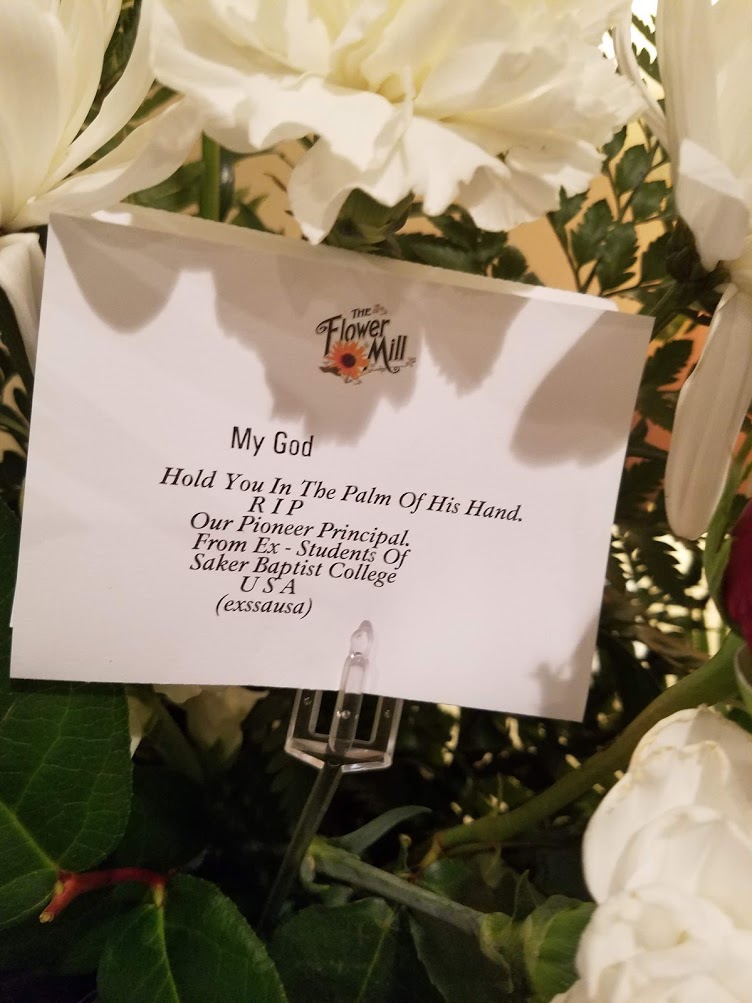 THE
Flower
Mill
My God
Hold You In The Palm Of His Hand.
R I P
Our Pioneer Principal.
From Ex - Students Of
Saker Baptist College
U S A
(exssausa)